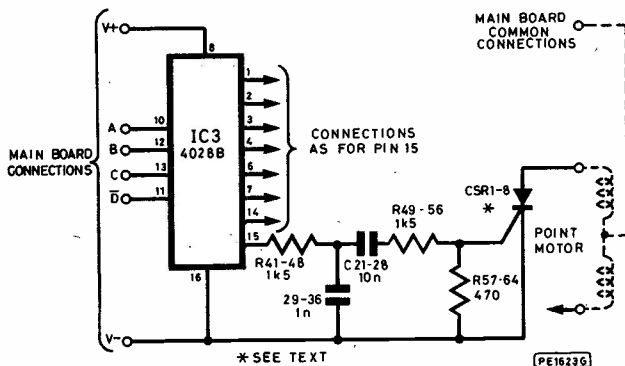 V+
8
MAIN BOARD
COMMON
CONNECTIONS
1
2
3
4
6
7
14
15
CONNECTIONS
AS FOR PIN 15
IC3
4028B
MAIN BOARD
CONNECTIONS
A
10
B
12
C
13
D̅
11
16
R41-48
1k5
C21-28
10n
R49-56
1k5
CSR1-8
*
POINT
MOTOR
29-36
1n
R57-64
470
V-
* SEE TEXT
PE1623G